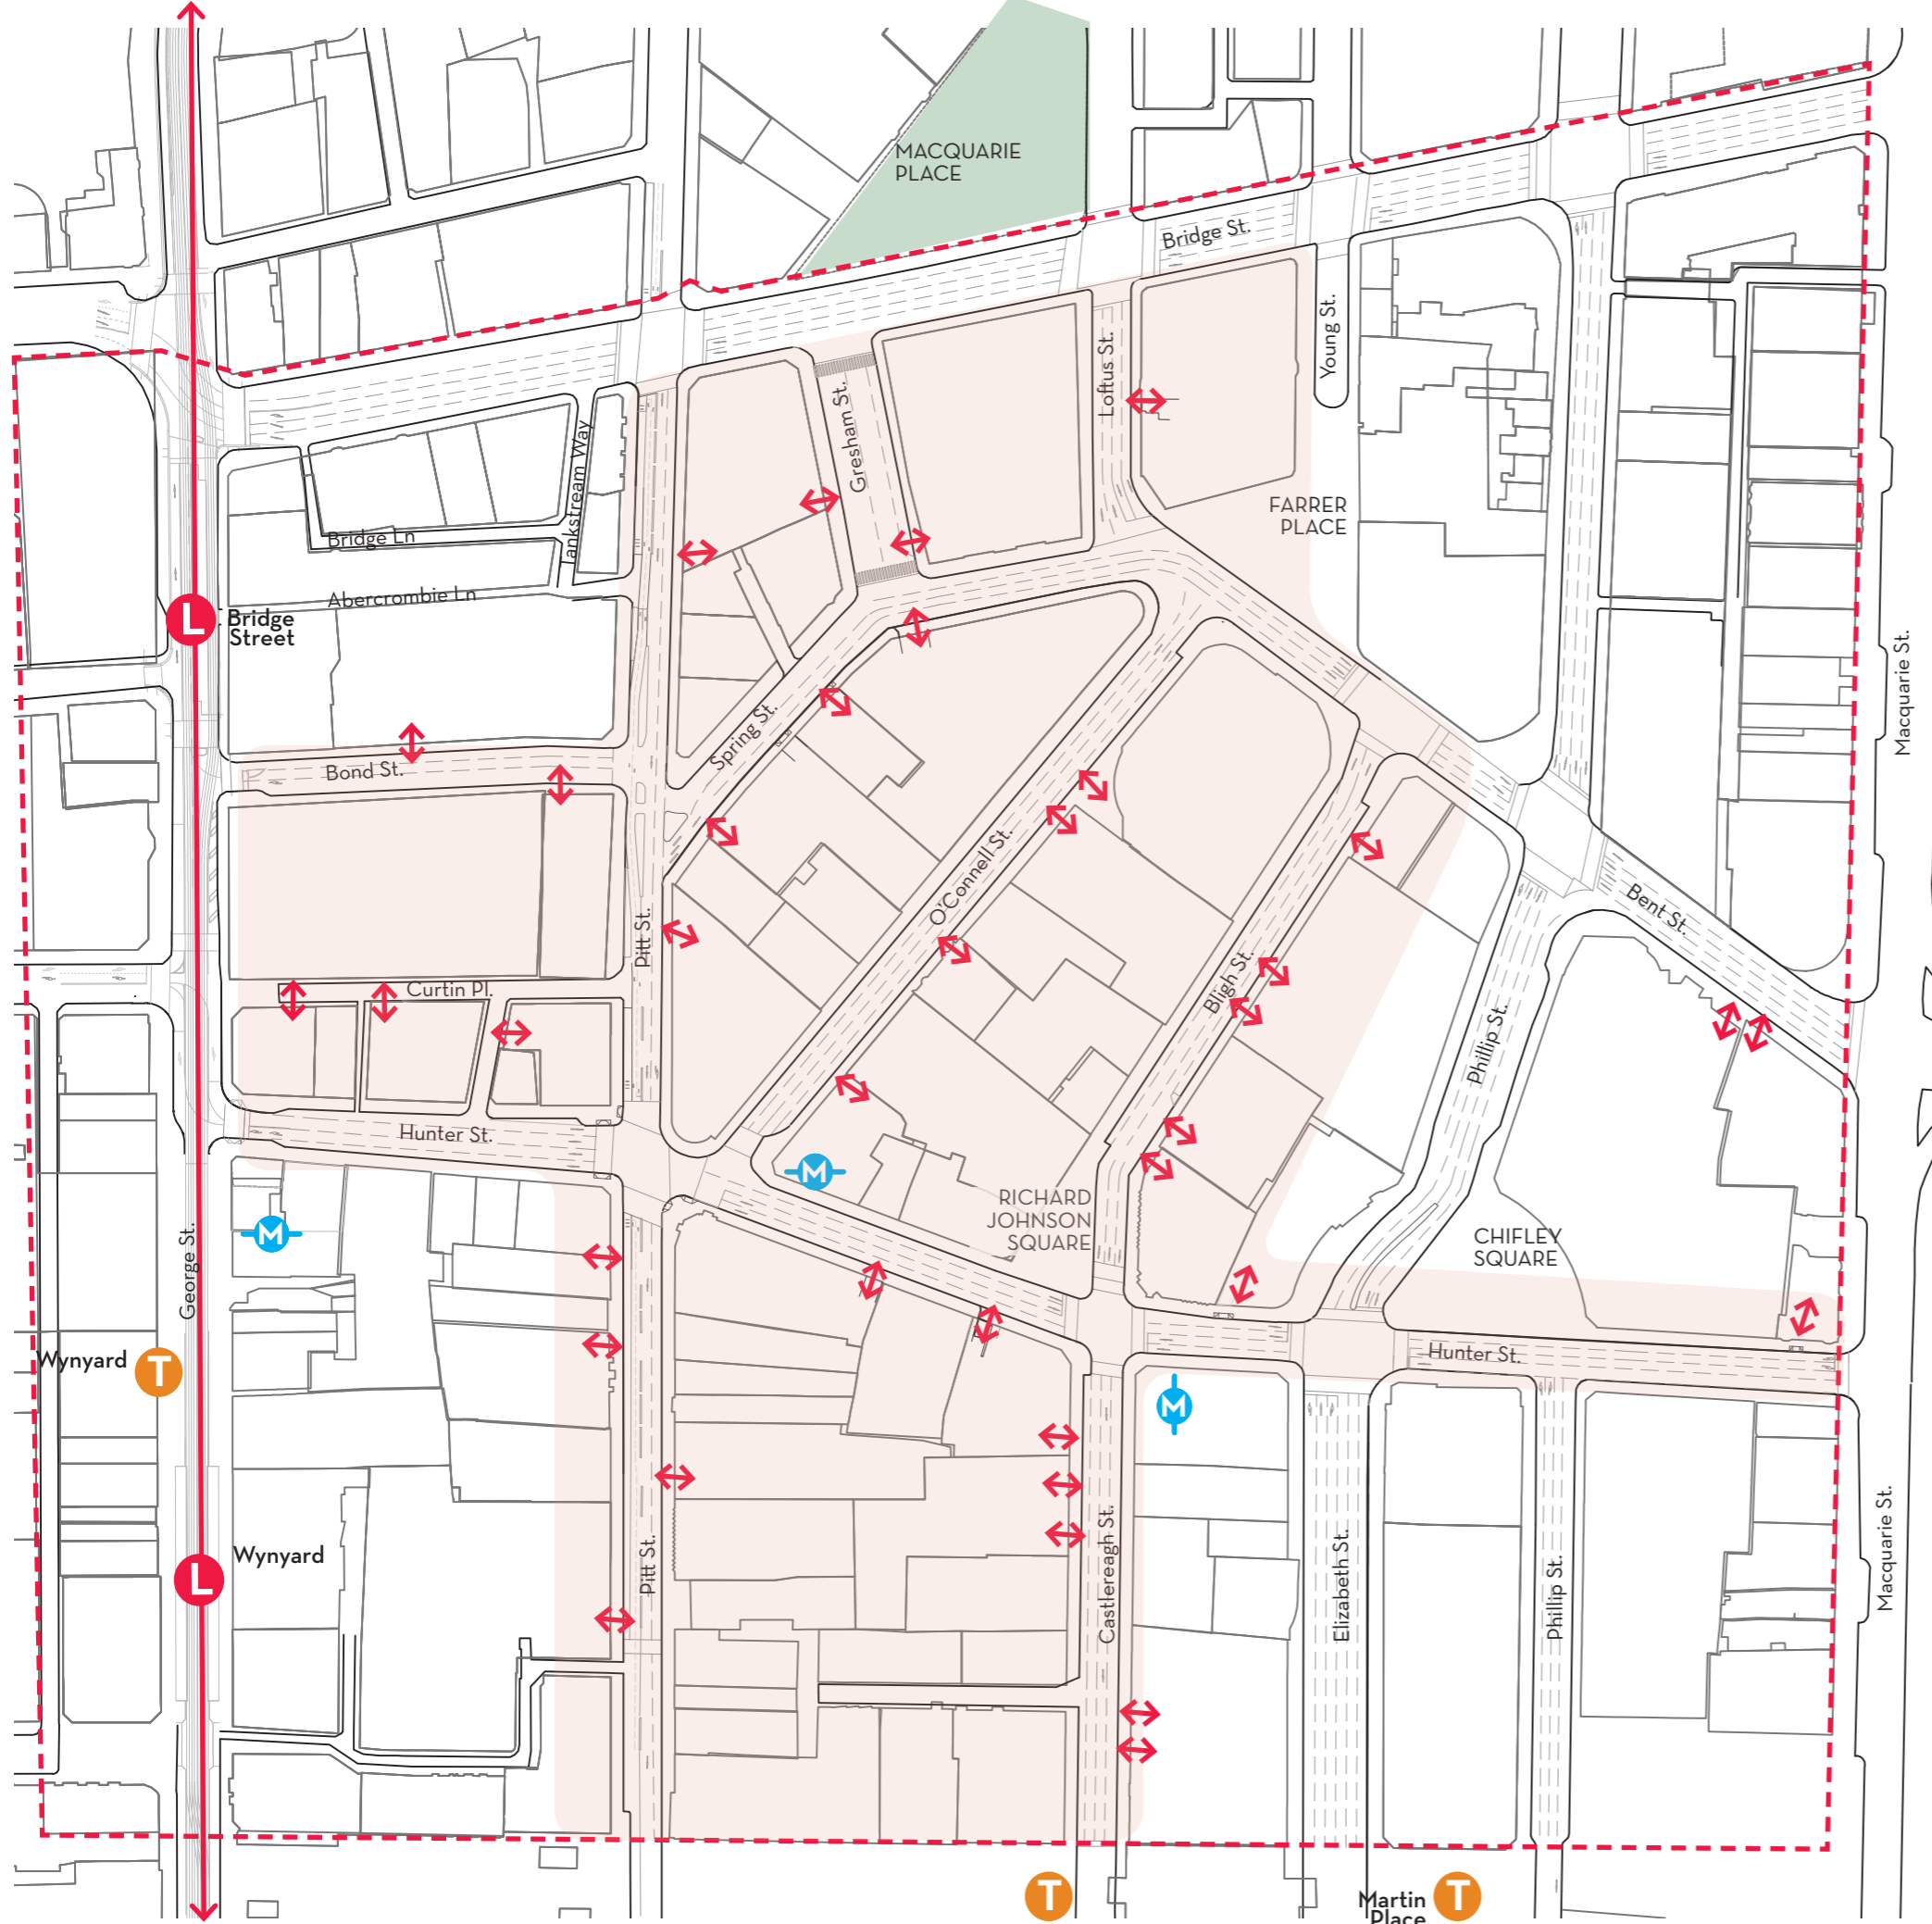 MACQUARIE
PLACE
Bridge St.
Young St.
Loftus St.
Gresham St.
Tankstream Way
FARRER
PLACE
Bridge Ln
Abercrombie Ln
L
Bridge
Street
Macquarie St.
Spring St.
Bond St.
O'Connell St.
Pitt St.
Bent St.
Bligh St.
Curtin Pl.
Phillip St.
Hunter St.
M
RICHARD
JOHNSON
SQUARE
M
George St.
CHIFLEY
SQUARE
Wynyard
T
Hunter St.
M
L
Wynyard
Pitt St.
Castlereagh St.
Elizabeth St.
Phillip St.
Macquarie St.
T
Martin
Place
T